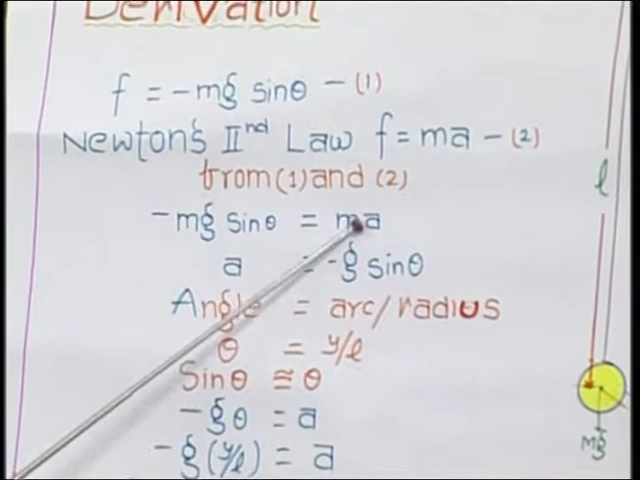 Derivation
f = -mg sinθ - (1)
Newton's IInd Law f = ma - (2)
from (1) and (2)
-mg sinθ = ma
a = -g sinθ
Angle = arc/radius
θ = y/l
Sinθ ≅ θ
-gθ = a
-g(y/l) = a
l
mg